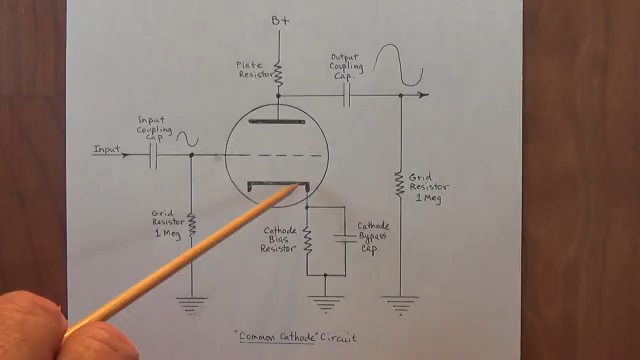 B+
Plate
Resistor
Output
Coupling
Cap.
Input
Coupling
Cap
Input
Grid
Resistor
1 Meg
Grid
Resistor
1 Meg
Cathode
Bias
Resistor
Cathode
Bypass
Cap
"Common Cathode" Circuit